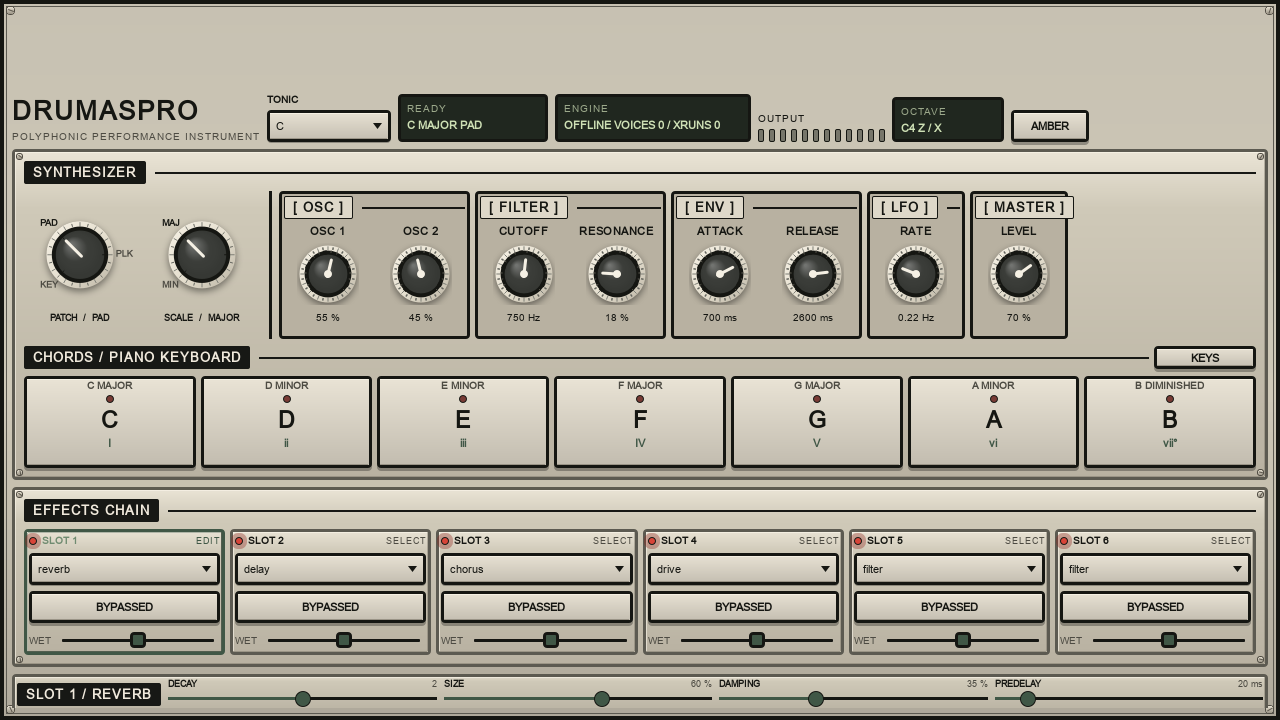 DRUMASPRO
POLYPHONIC PERFORMANCE INSTRUMENT
TONIC
C
READY
C MAJOR PAD
ENGINE
OFFLINE VOICES 0 / XRUNS 0
OUTPUT
OCTAVE
C4 Z / X
AMBER
SYNTHESIZER
PAD
PLK
KEY
PATCH / PAD
MAJ
MIN
SCALE / MAJOR
[ OSC ]
OSC 1
OSC 2
55 %
45 %
[ FILTER ]
CUTOFF
RESONANCE
750 Hz
18 %
[ ENV ]
ATTACK
RELEASE
700 ms
2600 ms
[ LFO ]
RATE
0.22 Hz
[ MASTER ]
LEVEL
70 %
CHORDS / PIANO KEYBOARD
KEYS
C MAJOR
C
I
D MINOR
D
ii
E MINOR
E
iii
F MAJOR
F
IV
G MAJOR
G
V
A MINOR
A
vi
B DIMINISHED
B
vii°
EFFECTS CHAIN
SLOT 1 EDIT
reverb
BYPASSED
WET
SLOT 2 SELECT
delay
BYPASSED
WET
SLOT 3 SELECT
chorus
BYPASSED
WET
SLOT 4 SELECT
drive
BYPASSED
WET
SLOT 5 SELECT
filter
BYPASSED
WET
SLOT 6 SELECT
filter
BYPASSED
WET
SLOT 1 / REVERB
DECAY 2
SIZE 60 %
DAMPING 35 %
PREDELAY 20 ms